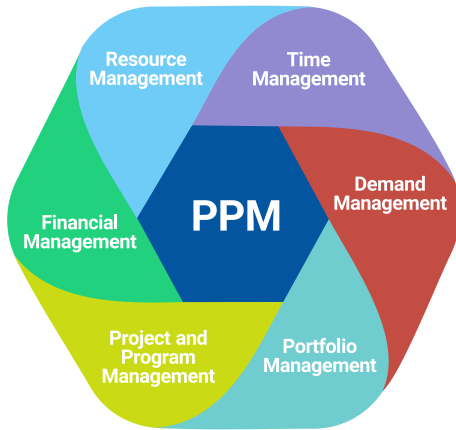 Resource
Management
Time
Management
Demand
Management
PPM
Financial
Management
Project and
Program
Management
Portfolio
Management